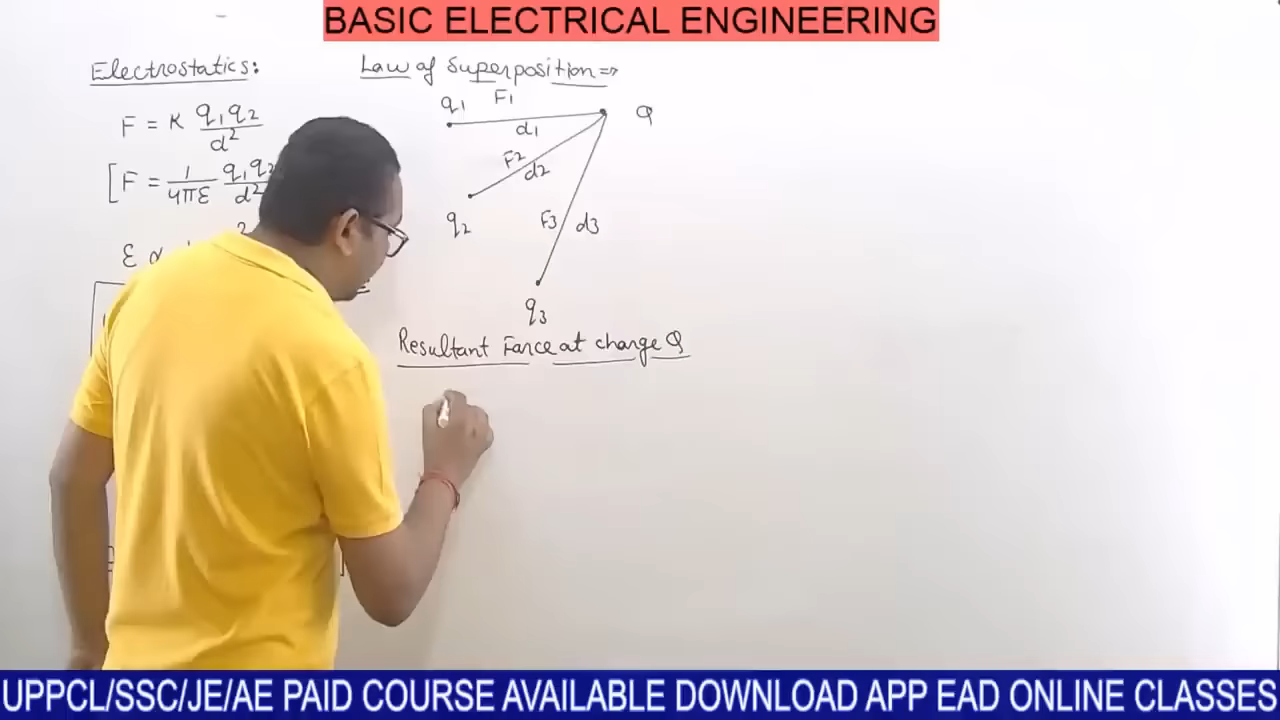 BASIC ELECTRICAL ENGINEERING
Electrostatics:
F = K q1q2 / d²
[F = 1 / 4πε q1q2 / d²
ε α
Law of Superposition ⇒
q1 F1 d1 Q
F2 d2
q2 F3 d3
q3
Resultant Farce at charge Q
UPPCL/SSC/JE/AE PAID COURSE AVAILABLE DOWNLOAD APP EAD ONLINE CLASSES